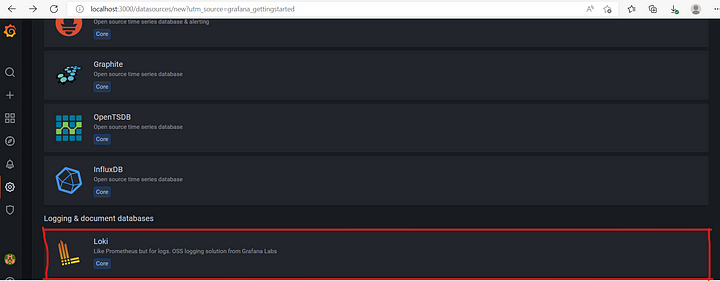 localhost:3000/datasources/new?utm_source=grafana_gettingstarted
Open source time series database & alerting
Core
Graphite
Open source time series database
Core
OpenTSDB
Open source time series database
Core
InfluxDB
Open source time series database
Core
Logging & document databases
Loki
Like Prometheus but for logs. OSS logging solution from Grafana Labs
Core